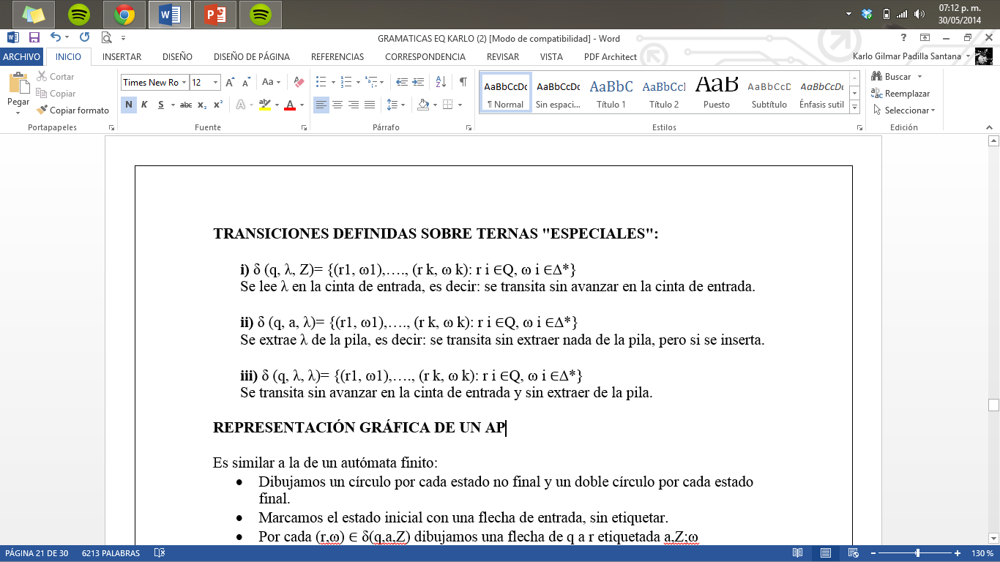 07:12 p. m.
30/05/2014
GRAMATICAS EQ KARLO (2) [Modo de compatibilidad] - Word
ARCHIVO INICIO INSERTAR DISEÑO DISEÑO DE PÁGINA REFERENCIAS CORRESPONDENCIA REVISAR VISTA PDF Architect Karlo Gilmar Padilla Santana
Pegar
Cortar
Copiar
Copiar formato
Portapapeles
Times New Ro 12
N K S abc x₂ x²
Fuente
Párrafo
AaBbCcDc AaBbCcDc AaBbC AaBbCcI AaB AaBbCcD AaBbCcDc
¶ Normal Sin espaci... Título 1 Título 2 Puesto Subtítulo Énfasis sutil
Estilos
Buscar
Reemplazar
Seleccionar
Edición
TRANSICIONES DEFINIDAS SOBRE TERNAS "ESPECIALES":
i) δ (q, λ, Z)= {(r1, ω1),…., (r k, ω k): r i ∈Q, ω i ∈Δ*}
Se lee λ en la cinta de entrada, es decir: se transita sin avanzar en la cinta de entrada.
ii) δ (q, a, λ)= {(r1, ω1),…., (r k, ω k): r i ∈Q, ω i ∈Δ*}
Se extrae λ de la pila, es decir: se transita sin extraer nada de la pila, pero si se inserta.
iii) δ (q, λ, λ)= {(r1, ω1),…., (r k, ω k): r i ∈Q, ω i ∈Δ*}
Se transita sin avanzar en la cinta de entrada y sin extraer de la pila.
REPRESENTACIÓN GRÁFICA DE UN AP
Es similar a la de un autómata finito:
• Dibujamos un círculo por cada estado no final y un doble círculo por cada estado
final.
• Marcamos el estado inicial con una flecha de entrada, sin etiquetar.
• Por cada (r,ω) ∈ δ(q,a,Z) dibujamos una flecha de q a r etiquetada a,Z;ω
PÁGINA 21 DE 30 6213 PALABRAS 130 %